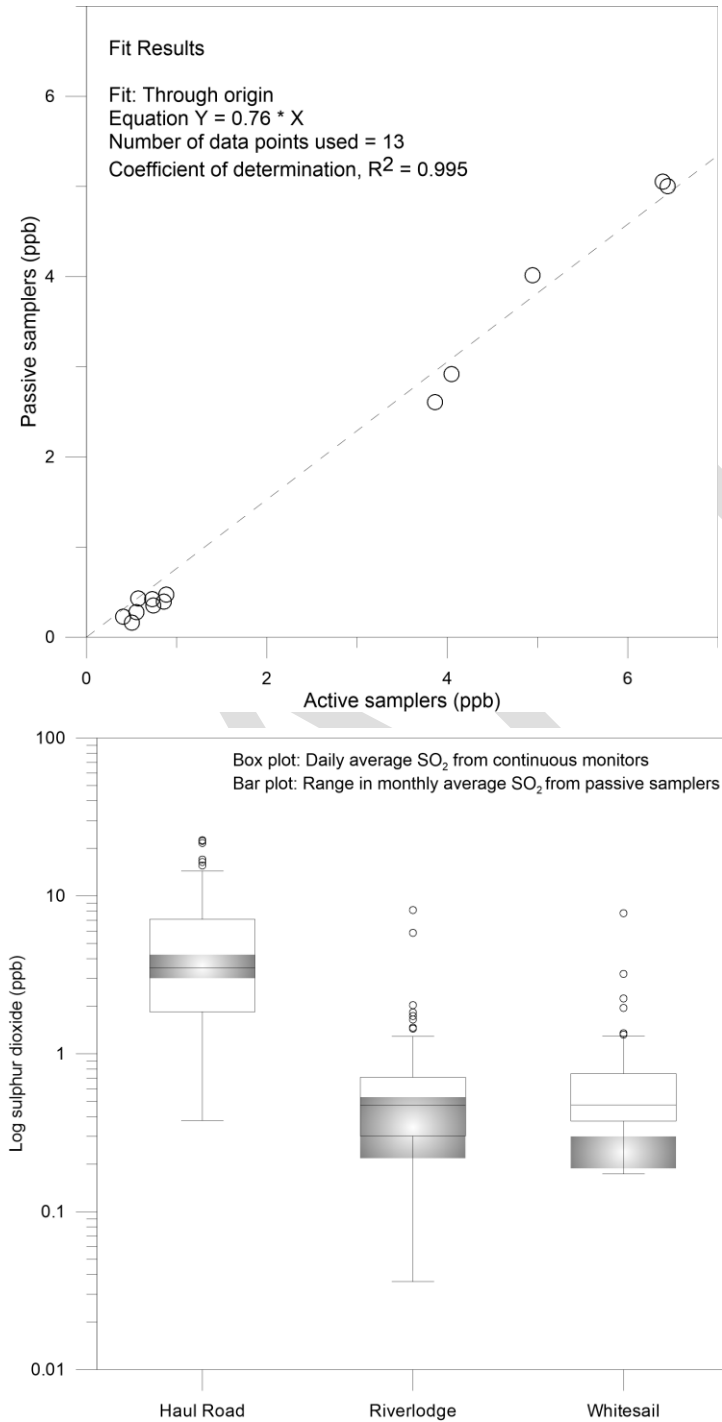 Fit Results
Fit: Through origin
Equation Y = 0.76 * X
Number of data points used = 13
Coefficient of determination, R² = 0.995
6
4
2
0
Passive samplers (ppb)
0 2 4 6
Active samplers (ppb)
Box plot: Daily average SO₂ from continuous monitors
Bar plot: Range in monthly average SO₂ from passive samplers
100
10
1
0.1
0.01
Log sulphur dioxide (ppb)
Haul Road Riverlodge Whitesail